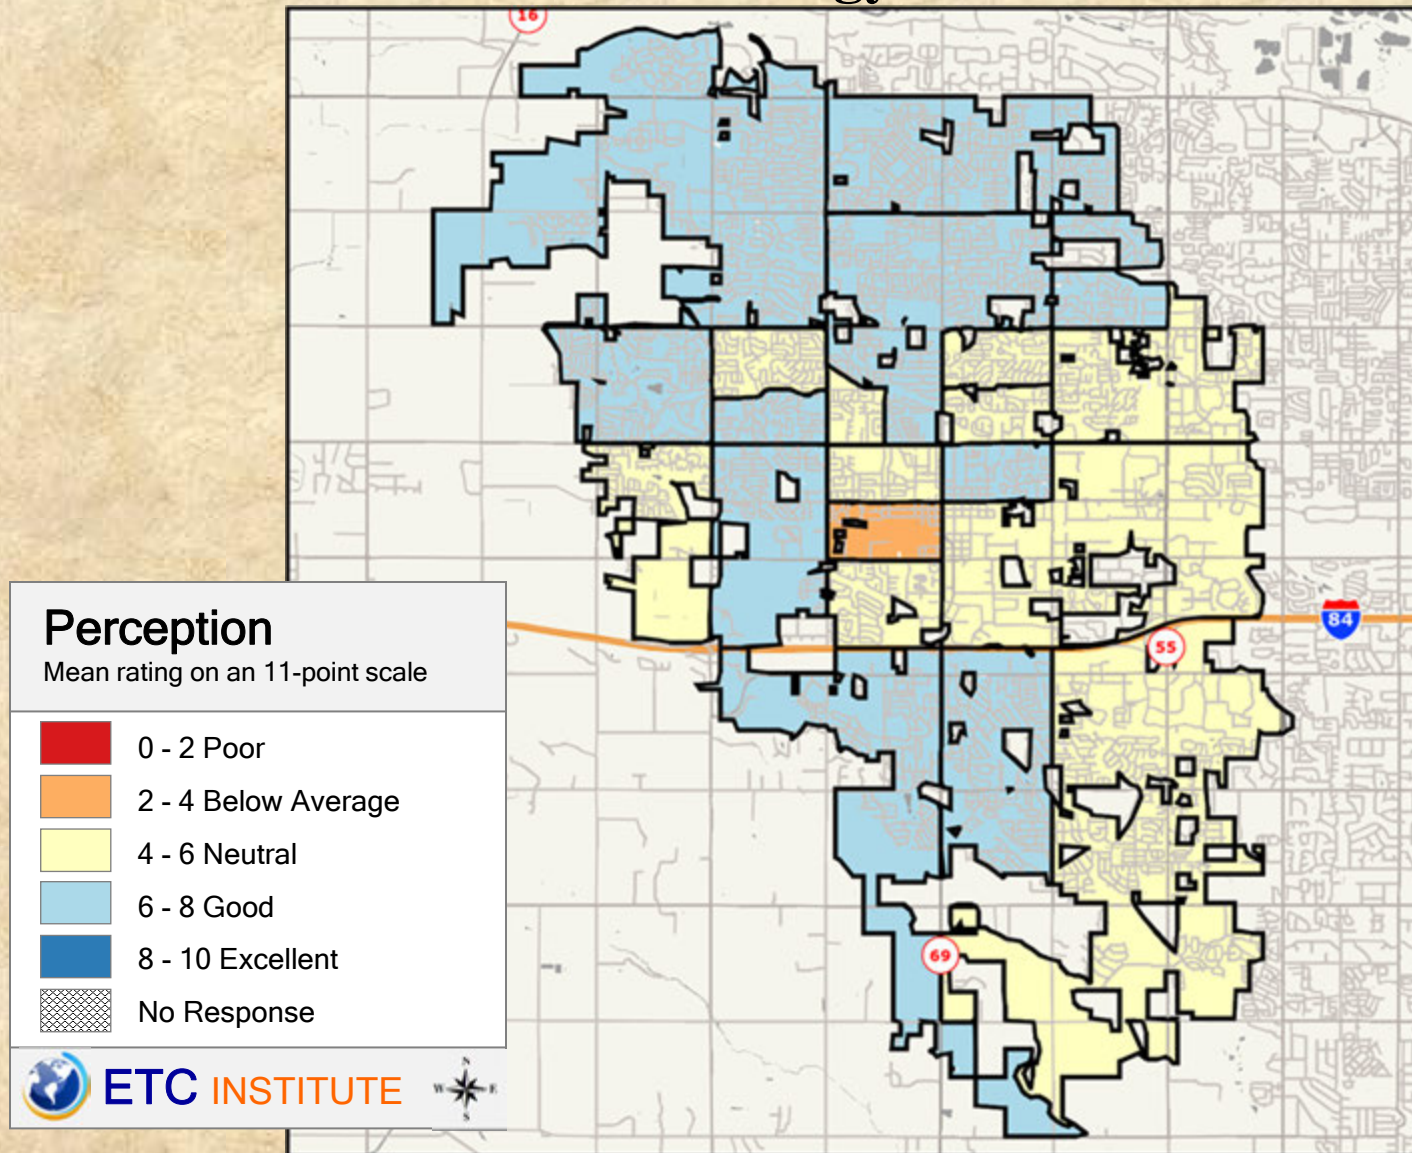 16
84
55
69
Perception
Mean rating on an 11-point scale
0 - 2 Poor
2 - 4 Below Average
4 - 6 Neutral
6 - 8 Good
8 - 10 Excellent
No Response
ETC INSTITUTE
N
W E
S